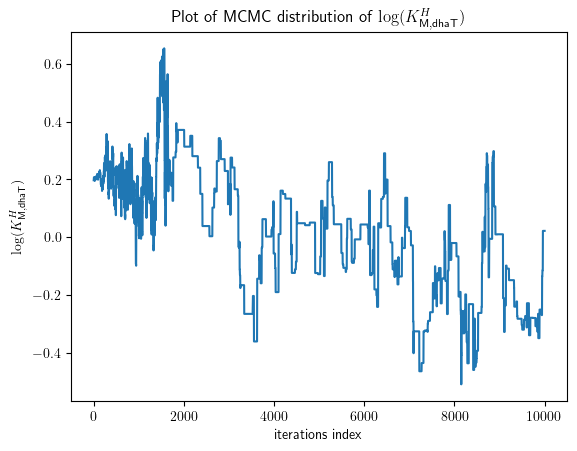 Plot of MCMC distribution of log(K^H_M,dhaT)
log(K^H_M,dhaT)
0.6
0.4
0.2
0.0
−0.2
−0.4
0 2000 4000 6000 8000 10000
iterations index